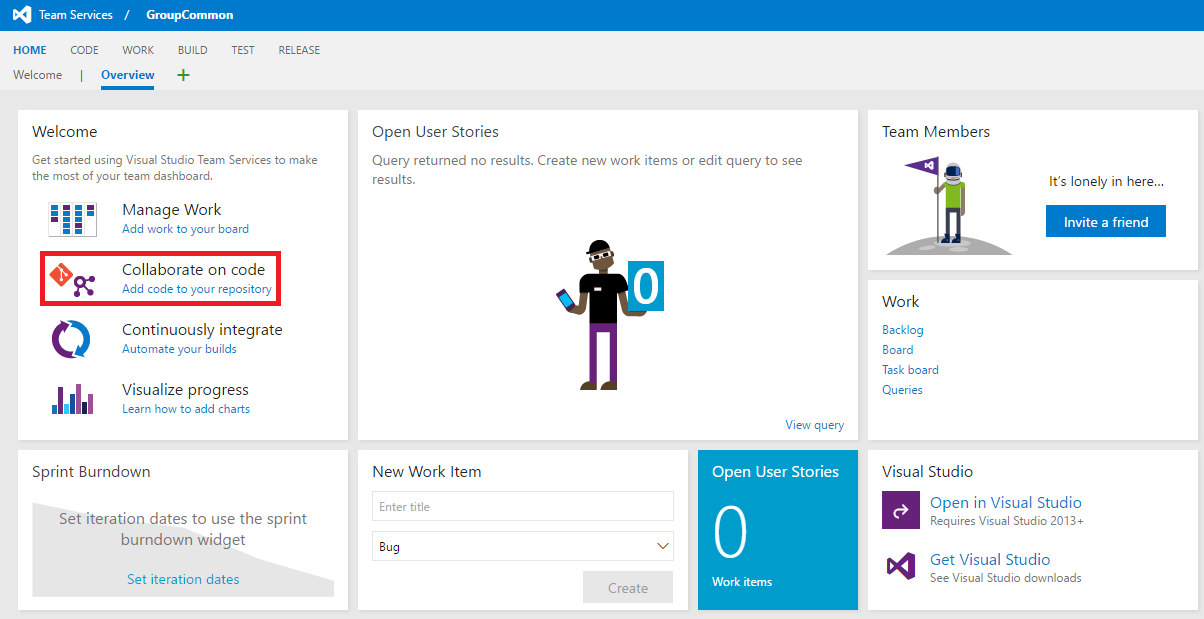 Team Services / GroupCommon
HOME CODE WORK BUILD TEST RELEASE
Welcome | Overview +
Welcome
Get started using Visual Studio Team Services to make
the most of your team dashboard.
Manage Work
Add work to your board
Collaborate on code
Add code to your repository
Continuously integrate
Automate your builds
Visualize progress
Learn how to add charts
Open User Stories
Query returned no results. Create new work items or edit query to see
results.
0
View query
Team Members
It's lonely in here...
Invite a friend
Work
Backlog
Board
Task board
Queries
Sprint Burndown
Set iteration dates to use the sprint
burndown widget
Set iteration dates
New Work Item
Enter title
Bug
Create
Open User Stories
0
Work items
Visual Studio
Open in Visual Studio
Requires Visual Studio 2013+
Get Visual Studio
See Visual Studio downloads